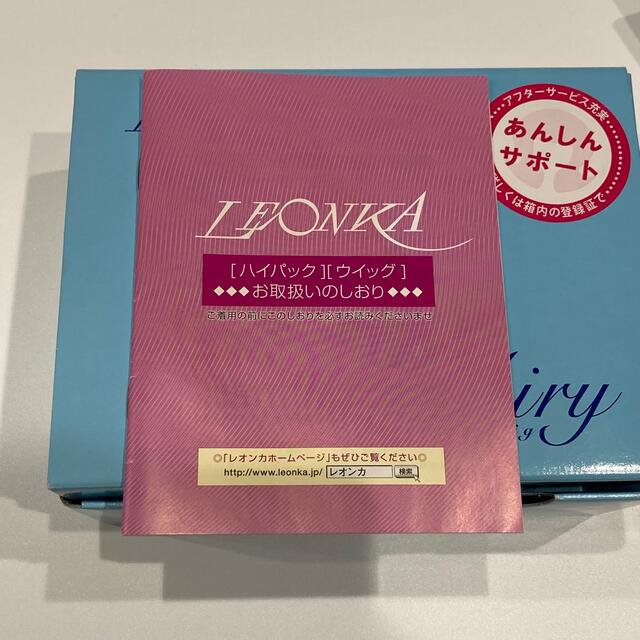 LEONKA
[ハイパック][ウイッグ]
◆◆◆お取扱いのしおり◆◆◆
ご着用の前にこのしおりを必ずお読みくださいませ
◎「レオンカホームページ」もぜひご覧ください◎
http://www.leonka.jp/ レオンカ 検索
アフターサービス充実
あんしん
サポート
しくは箱内の登録証で
iry